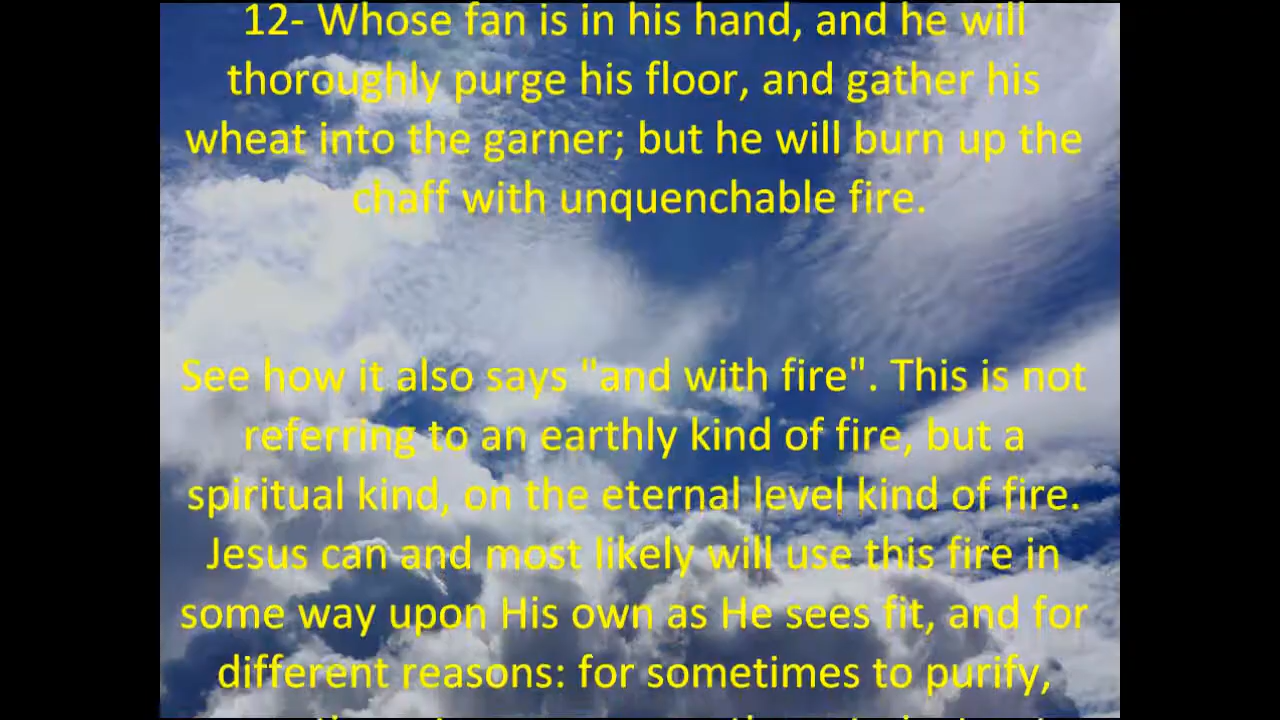 12- Whose fan is in his hand, and he will
thoroughly purge his floor, and gather his
wheat into the garner; but he will burn up the
chaff with unquenchable fire.
See how it also says "and with fire". This is not
referring to an earthly kind of fire, but a
spiritual kind, on the eternal level kind of fire.
Jesus can and most likely will use this fire in
some way upon His own as He sees fit, and for
different reasons: for sometimes to purify,